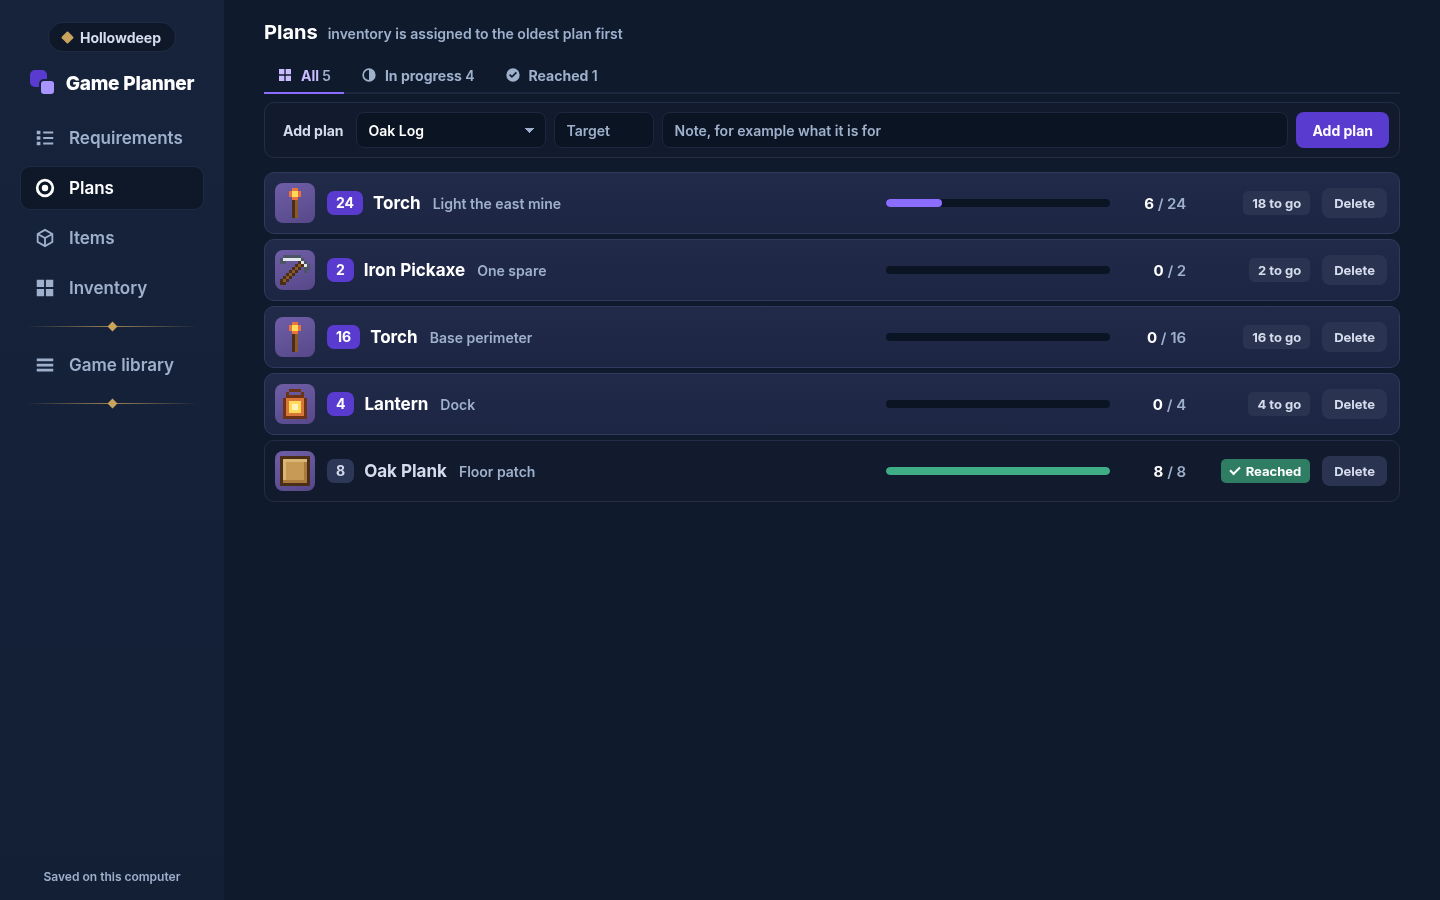 Hollowdeep
Game Planner
Requirements
Plans
Items
Inventory
Game library
Saved on this computer
Plans inventory is assigned to the oldest plan first
All 5 In progress 4 Reached 1
Add plan Oak Log Target Note, for example what it is for Add plan
24 Torch Light the east mine 6 / 24 18 to go Delete
2 Iron Pickaxe One spare 0 / 2 2 to go Delete
16 Torch Base perimeter 0 / 16 16 to go Delete
4 Lantern Dock 0 / 4 4 to go Delete
8 Oak Plank Floor patch 8 / 8 Reached Delete